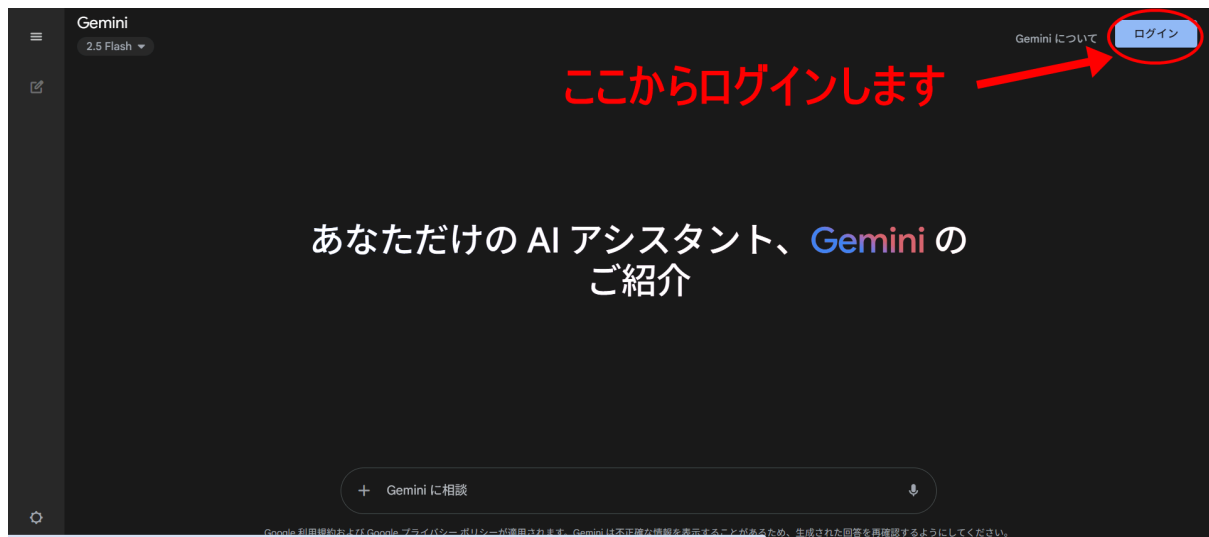 Gemini
2.5 Flash
Gemini について
ログイン
ここからログインします
あなただけの AI アシスタント、Gemini の
ご紹介
Gemini に相談
Google 利用規約および Google プライバシー ポリシーが適用されます。Gemini は不正確な情報を表示することがあるため、生成された回答を再確認するようにしてください。